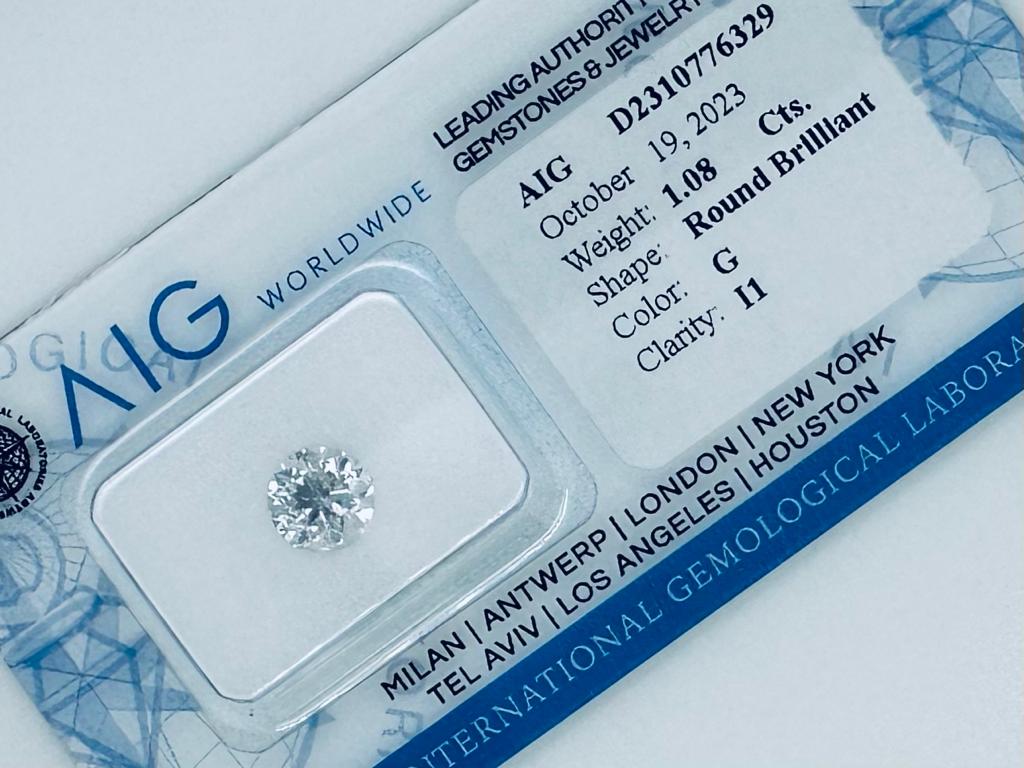 LEADING AUTHORITY
GEMSTONES & JEWELRY
AIG D2310776329
October 19, 2023
Weight: 1.08 Cts.
Shape: Round Brilliant
Color: G
Clarity: I1
AIG WORLDWIDE
MILAN | ANTWERP | LONDON | NEW YORK
TEL AVIV | LOS ANGELES | HOUSTON
INTERNATIONAL GEMOLOGICAL LABORA